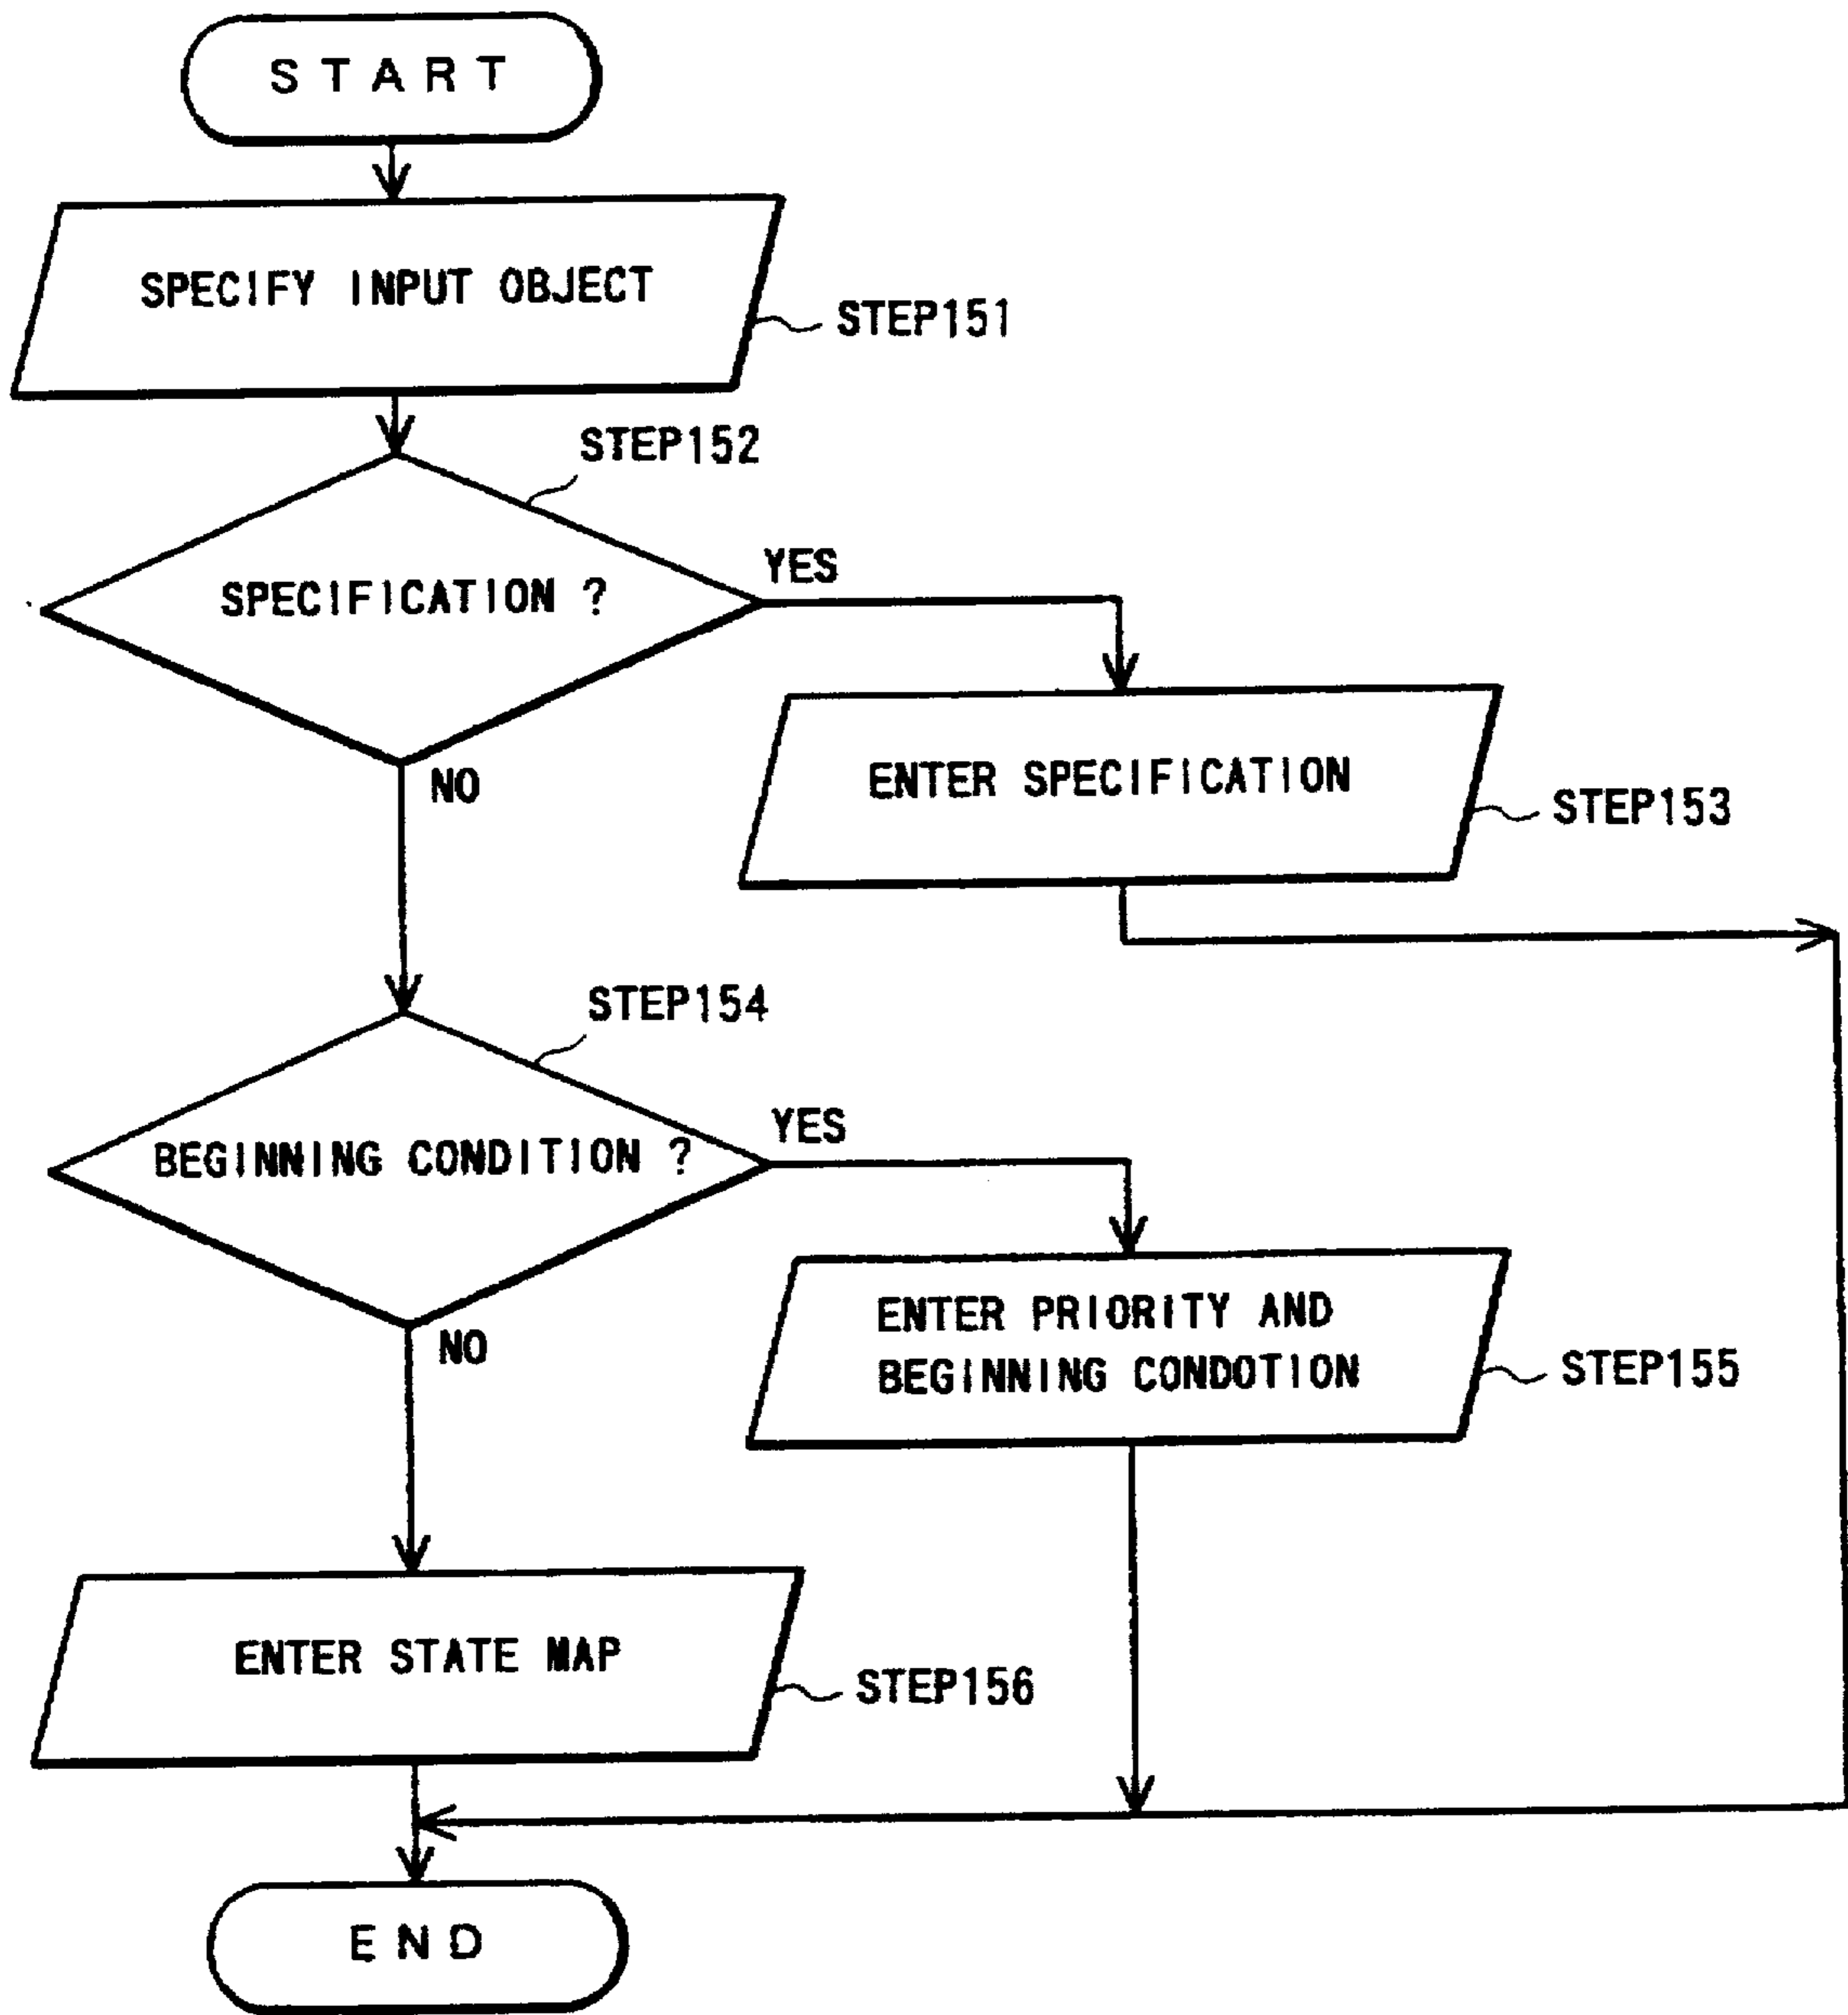 START
SPECIFY INPUT OBJECT
STEP151
STEP152
SPECIFICATION ?
YES
NO
ENTER SPECIFICATION
STEP153
STEP154
BEGINNING CONDITION ?
YES
NO
ENTER PRIORITY AND
BEGINNING CONDOTION
STEP155
ENTER STATE MAP
STEP156
END